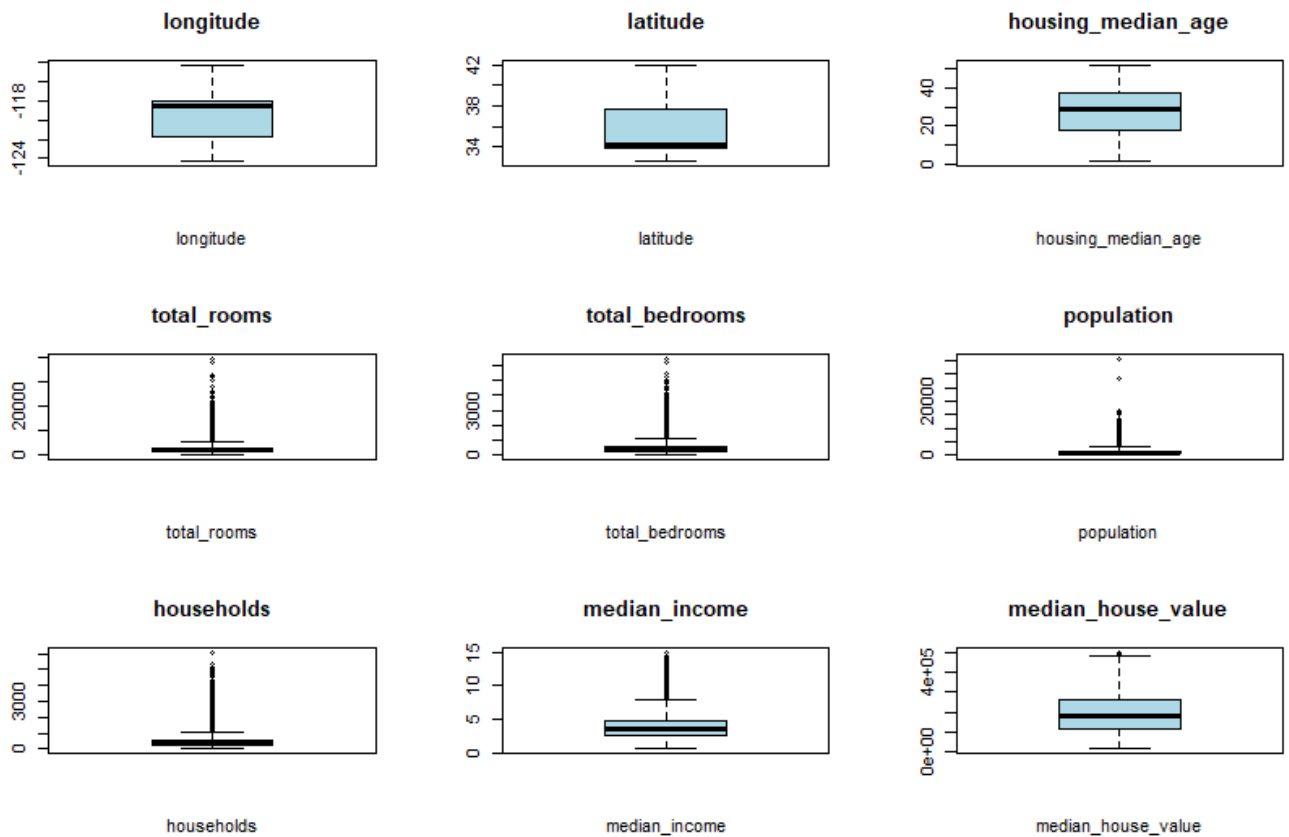 longitude
latitude
housing_median_age
-118
-124
42
38
34
40
20
0
longitude
latitude
housing_median_age
total_rooms
total_bedrooms
population
20000
0
3000
0
20000
0
total_rooms
total_bedrooms
population
households
median_income
median_house_value
3000
0
15
10
5
0
4e+05
0e+00
households
median_income
median_house_value